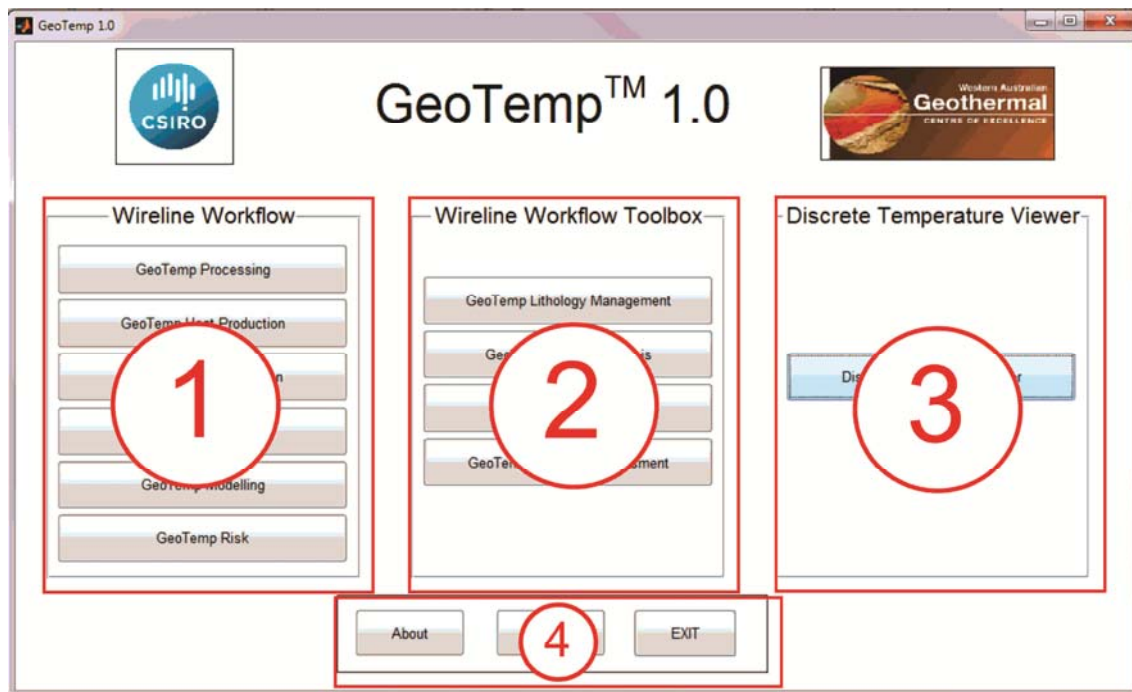 GeoTemp 1.0
CSIRO
GeoTemp™ 1.0
Western Australian
Geothermal
CENTRE OF EXCELLENCE
Wireline Workflow
GeoTemp Processing
GeoTemp Production
1
GeoTemp Modelling
GeoTemp Risk
Wireline Workflow Toolbox
GeoTemp Lithology Management
2
Discrete Temperature Viewer
3
About
4
EXIT